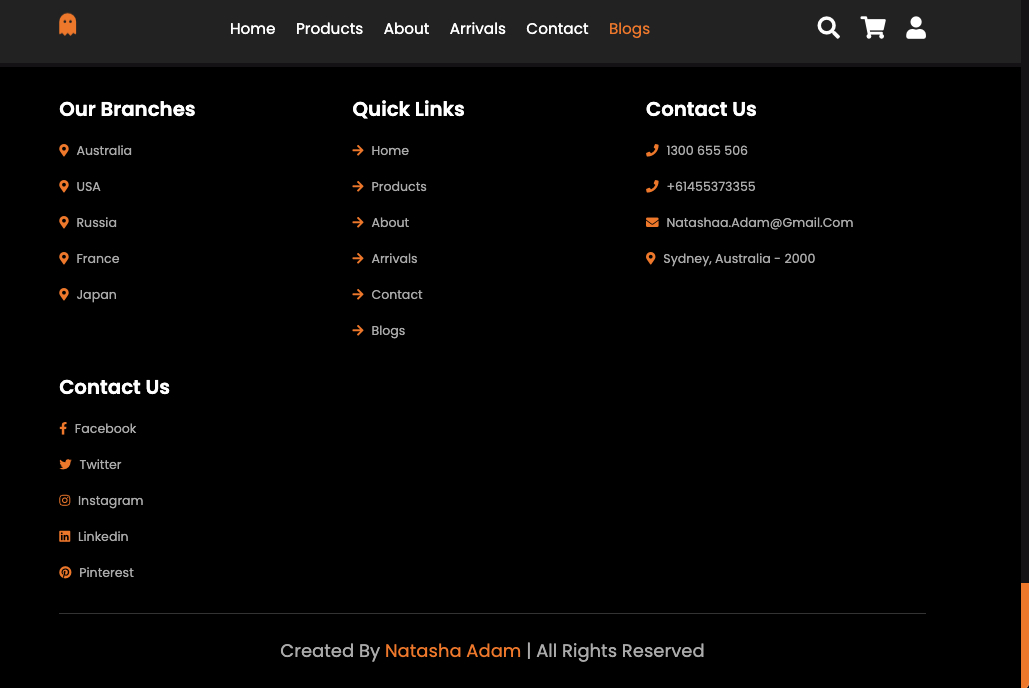 Home Products About Arrivals Contact Blogs
Our Branches
Australia
USA
Russia
France
Japan
Quick Links
Home
Products
About
Arrivals
Contact
Blogs
Contact Us
1300 655 506
+61455373355
Natashaa.Adam@Gmail.Com
Sydney, Australia - 2000
Contact Us
Facebook
Twitter
Instagram
Linkedin
Pinterest
Created By Natasha Adam | All Rights Reserved